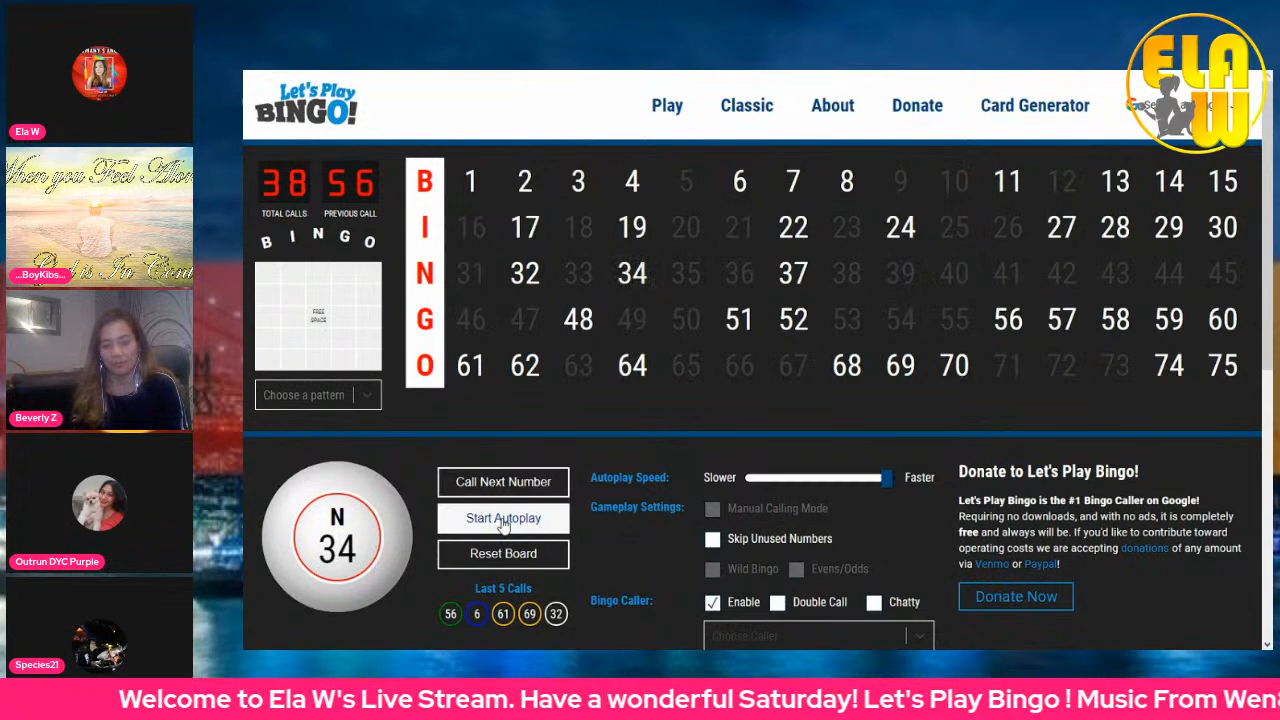 Ela W
When you Feel Alone
...BoyKibs...
Beverly Z
Outrun DYC Purple
Species21
Let's Play
BINGO!
Play Classic About Donate Card Generator
ELA
W
38 56
TOTAL CALLS PREVIOUS CALL
B I N G O
FREE
SPACE
Choose a pattern
B 1 2 3 4 5 6 7 8 9 10 11 12 13 14 15
I 16 17 18 19 20 21 22 23 24 25 26 27 28 29 30
N 31 32 33 34 35 36 37 38 39 40 41 42 43 44 45
G 46 47 48 49 50 51 52 53 54 55 56 57 58 59 60
O 61 62 63 64 65 66 67 68 69 70 71 72 73 74 75
N
34
Call Next Number
Start Autoplay
Reset Board
Last 5 Calls
56 6 61 69 32
Autoplay Speed: Slower Faster
Gameplay Settings: Manual Calling Mode
Skip Unused Numbers
Wild Bingo Evens/Odds
Bingo Caller: Enable Double Call Chatty
Choose Caller
Donate to Let's Play Bingo!
Let's Play Bingo is the #1 Bingo Caller on Google!
Requiring no downloads, and with no ads, it is completely
free and always will be. If you'd like to contribute toward
operating costs we are accepting donations of any amount
via Venmo or Paypal!
Donate Now
Welcome to Ela W's Live Stream. Have a wonderful Saturday! Let's Play Bingo ! Music From